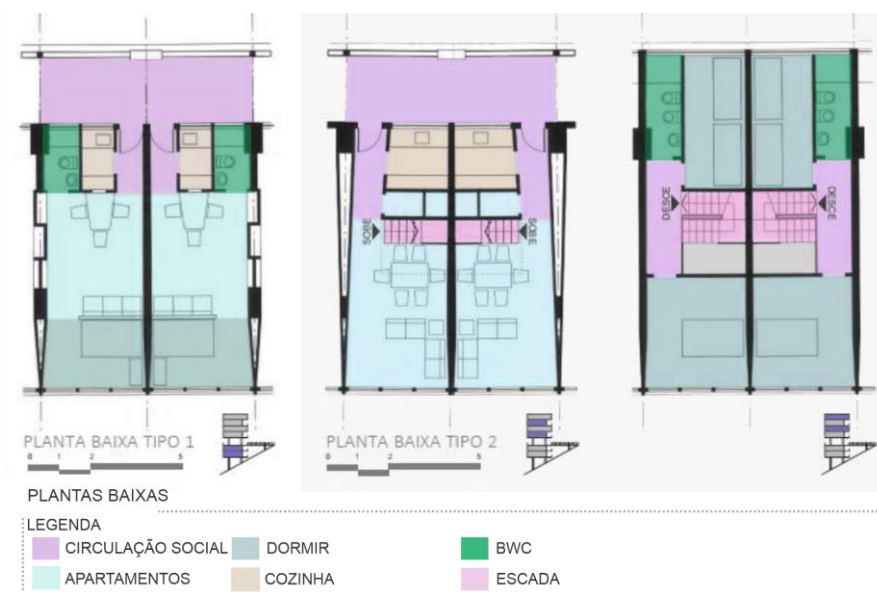 SOBE
SOBE
DESCE
DESCE
PLANTA BAIXA TIPO 1
0 1 2 5
PLANTA BAIXA TIPO 2
0 1 2 5
PLANTAS BAIXAS
LEGENDA
CIRCULAÇÃO SOCIAL
DORMIR
BWC
APARTAMENTOS
COZINHA
ESCADA